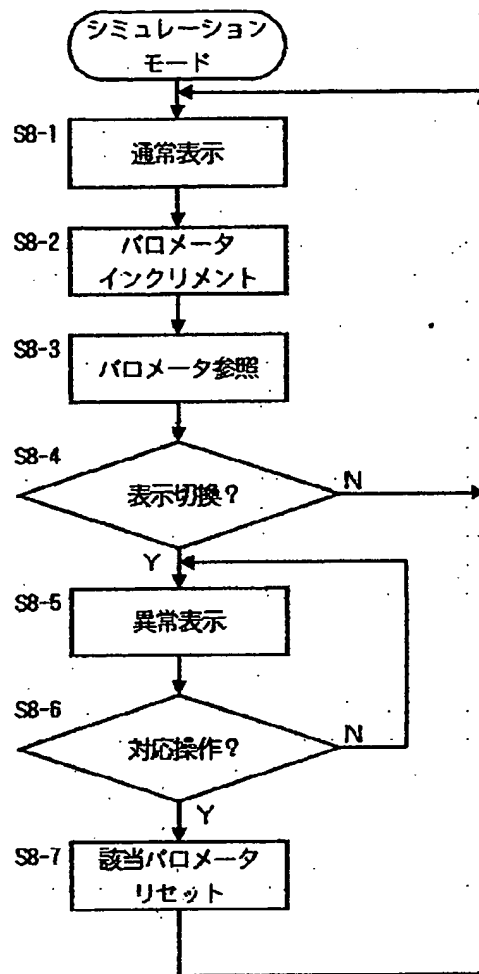 シミュレーション
モード
S8-1
通常表示
S8-2
バロメータ
インクリメント
S8-3
バロメータ参照
S8-4
表示切換?
N
Y
S8-5
異常表示
S8-6
対応操作?
N
Y
S8-7
該当バロメータ
リセット